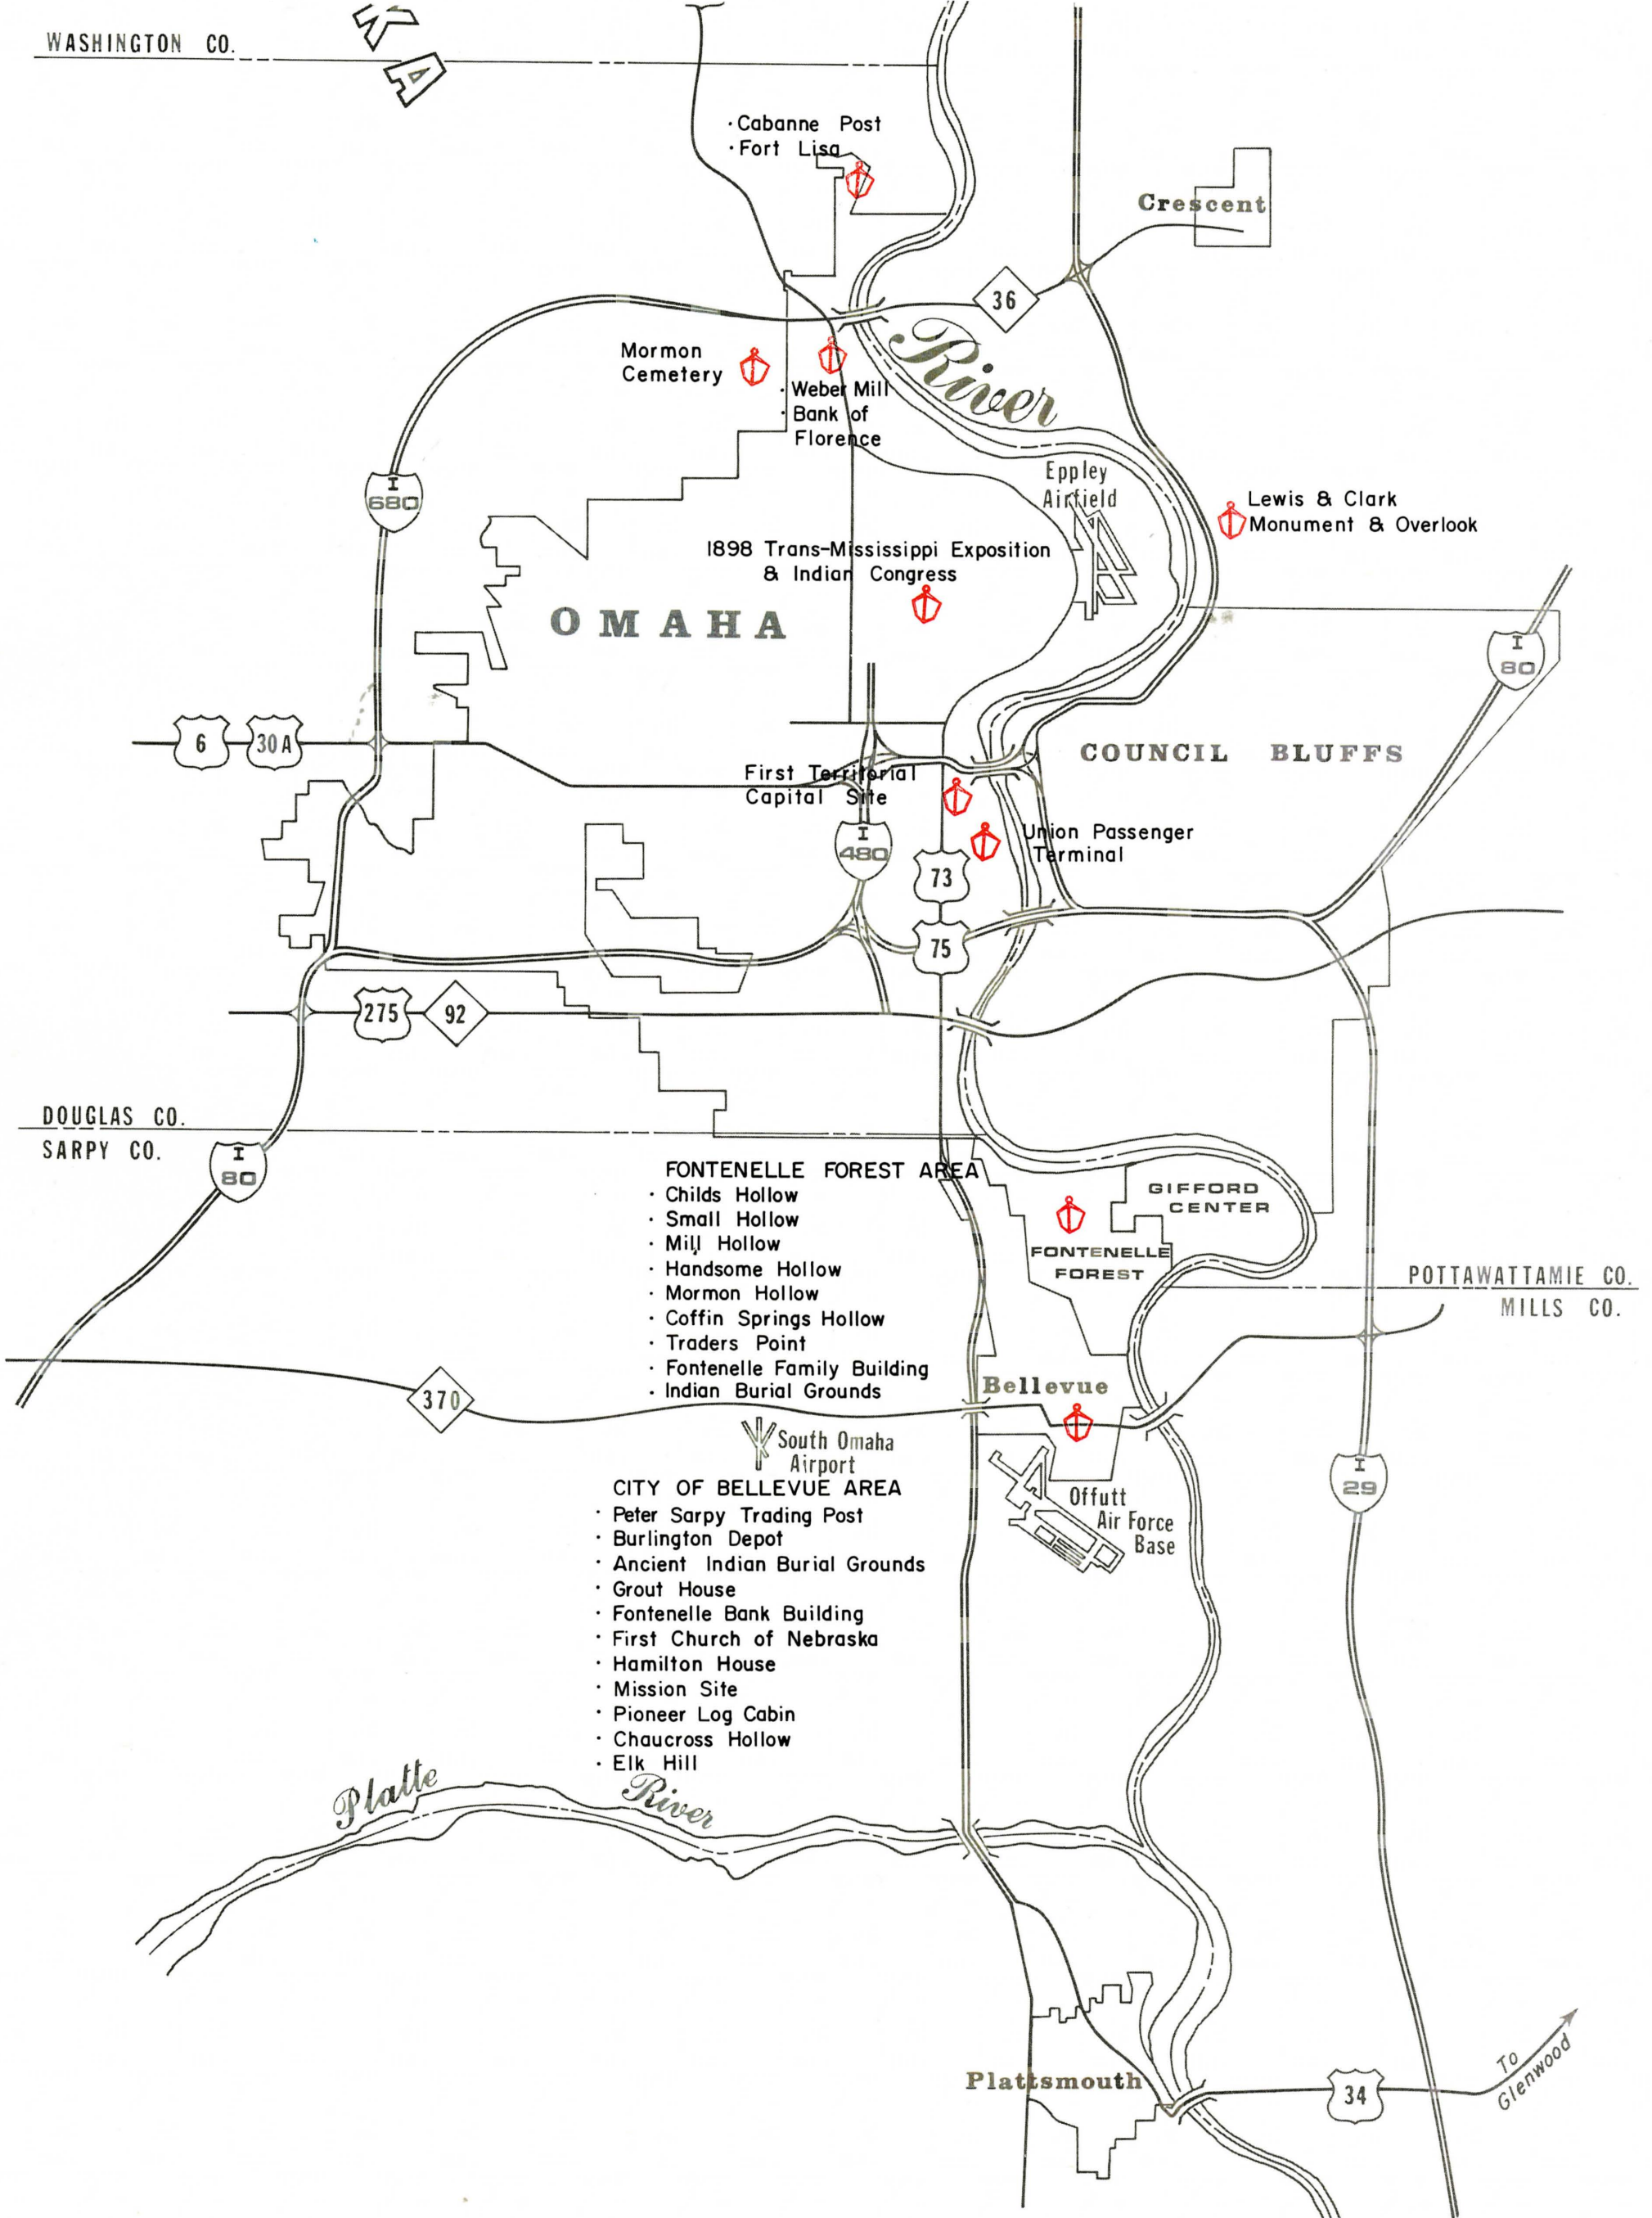 KA
WASHINGTON CO.
· Cabanne Post
· Fort Lisa
Crescent
36
River
Mormon
Cemetery
· Weber Mill
· Bank of
Florence
I
680
Eppley
Airfield
Lewis & Clark
Monument & Overlook
1898 Trans-Mississippi Exposition
& Indian Congress
OMAHA
I
80
6
30A
COUNCIL BLUFFS
First Territorial
Capital Site
I
480
Union Passenger
Terminal
73
75
275
92
DOUGLAS CO.
SARPY CO.
I
80
FONTENELLE FOREST AREA
· Childs Hollow
· Small Hollow
· Mill Hollow
· Handsome Hollow
· Mormon Hollow
· Coffin Springs Hollow
· Traders Point
· Fontenelle Family Building
· Indian Burial Grounds
GIFFORD
CENTER
FONTENELLE
FOREST
POTTAWATTAMIE CO.
MILLS CO.
370
Bellevue
South Omaha
Airport
I
29
Offutt
Air Force
Base
CITY OF BELLEVUE AREA
· Peter Sarpy Trading Post
· Burlington Depot
· Ancient Indian Burial Grounds
· Grout House
· Fontenelle Bank Building
· First Church of Nebraska
· Hamilton House
· Mission Site
· Pioneer Log Cabin
· Chaucross Hollow
· Elk Hill
Platte River
Plattsmouth
34
To
Glenwood